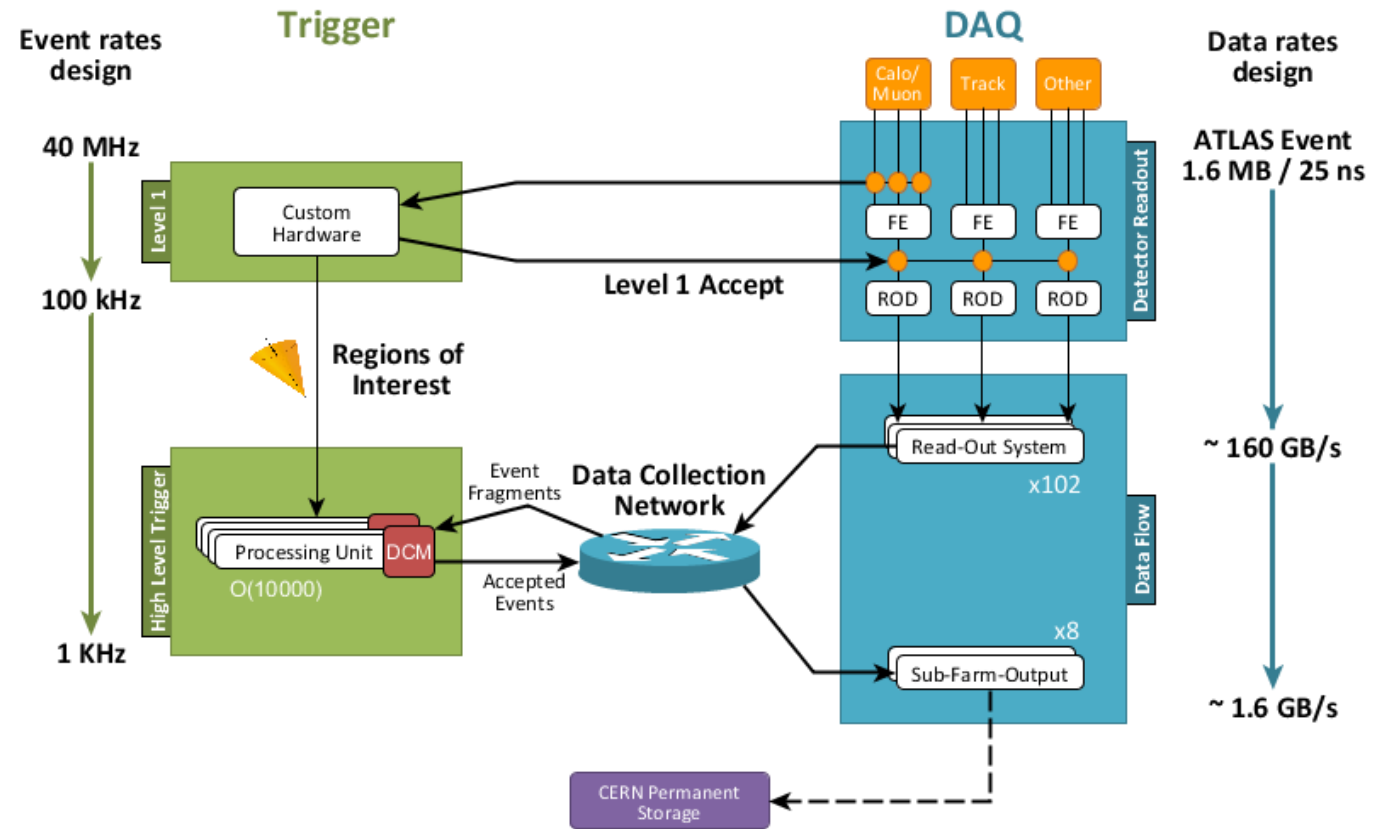 Trigger
DAQ
Event rates
design
Data rates
design
Calo/
Muon
Track
Other
40 MHz
ATLAS Event
1.6 MB / 25 ns
Level 1
Custom
Hardware
FE
FE
FE
Detector Readout
Level 1 Accept
ROD
ROD
ROD
100 kHz
Regions of
Interest
Read-Out System
~ 160 GB/s
x102
High Level Trigger
Event
Fragments
Data Collection
Network
Processing Unit
DCM
O(10000)
Accepted
Events
Data Flow
x8
1 KHz
Sub-Farm-Output
~ 1.6 GB/s
CERN Permanent
Storage